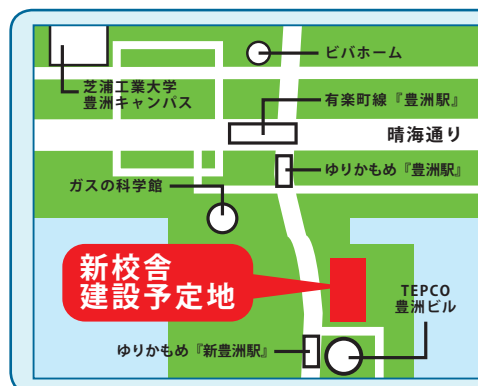 ビバホーム
芝浦工業大学
豊洲キャンパス
有楽町線『豊洲駅』
晴海通り
ゆりかもめ『豊洲駅』
ガスの科学館
新校舎
建設予定地
TEPCO
豊洲ビル
ゆりかもめ『新豊洲駅』